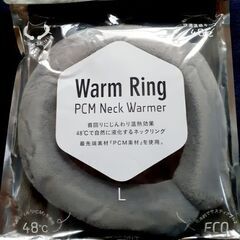 Warm Ring
PCM Neck Warmer
首回りにじんわり温熱効果
48℃で自然に液化するネックリング
最先端素材『PCM素材』を使用。
L
48℃
ECO